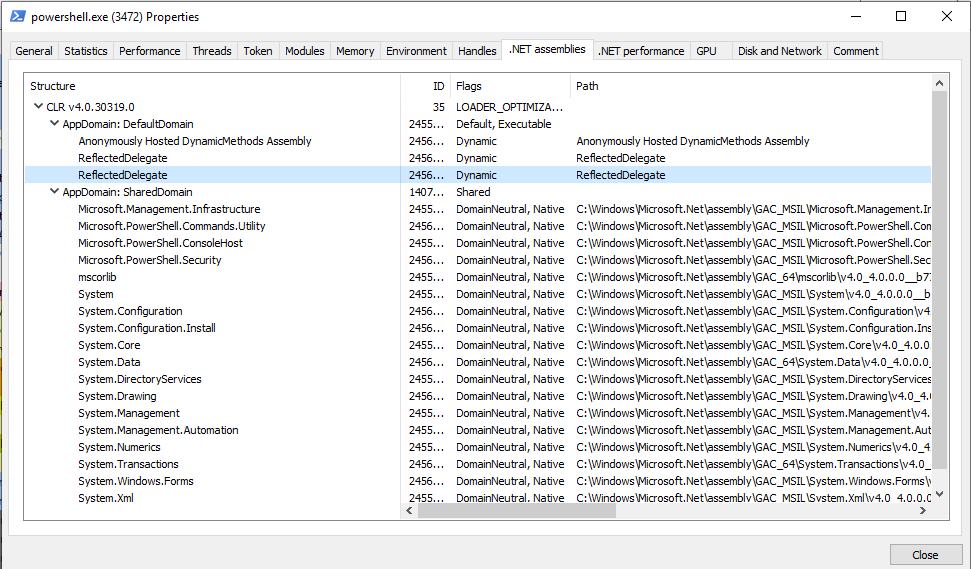 powershell.exe (3472) Properties
General Statistics Performance Threads Token Modules Memory Environment Handles .NET assemblies .NET performance GPU Disk and Network Comment
Structure ID Flags Path
CLR v4.0.30319.0 35 LOADER_OPTIMIZA...
AppDomain: DefaultDomain 2455... Default, Executable
Anonymously Hosted DynamicMethods Assembly 2456... Dynamic Anonymously Hosted DynamicMethods Assembly
ReflectedDelegate 2456... Dynamic ReflectedDelegate
ReflectedDelegate 2456... Dynamic ReflectedDelegate
AppDomain: SharedDomain 1407... Shared
Microsoft.Management.Infrastructure 2455... DomainNeutral, Native C:\Windows\Microsoft.Net\assembly\GAC_MSIL\Microsoft.Management.Ir
Microsoft.PowerShell.Commands.Utility 2456... DomainNeutral, Native C:\Windows\Microsoft.Net\assembly\GAC_MSIL\Microsoft.PowerShell.Con
Microsoft.PowerShell.ConsoleHost 2455... DomainNeutral, Native C:\Windows\Microsoft.Net\assembly\GAC_MSIL\Microsoft.PowerShell.Con
Microsoft.PowerShell.Security 2456... DomainNeutral, Native C:\Windows\Microsoft.Net\assembly\GAC_MSIL\Microsoft.PowerShell.Sec
mscorlib 2455... DomainNeutral, Native C:\Windows\Microsoft.Net\assembly\GAC_64\mscorlib\v4.0_4.0.0.0__b77
System 2455... DomainNeutral, Native C:\Windows\Microsoft.Net\assembly\GAC_MSIL\System\v4.0_4.0.0.0__b
System.Configuration 2456... DomainNeutral, Native C:\Windows\Microsoft.Net\assembly\GAC_MSIL\System.Configuration\v4.
System.Configuration.Install 2456... DomainNeutral, Native C:\Windows\Microsoft.Net\assembly\GAC_MSIL\System.Configuration.Ins
System.Core 2455... DomainNeutral, Native C:\Windows\Microsoft.Net\assembly\GAC_MSIL\System.Core\v4.0_4.0.0.
System.Data 2456... DomainNeutral, Native C:\Windows\Microsoft.Net\assembly\GAC_64\System.Data\v4.0_4.0.0.0_
System.DirectoryServices 2455... DomainNeutral, Native C:\Windows\Microsoft.Net\assembly\GAC_MSIL\System.DirectoryServices
System.Drawing 2456... DomainNeutral, Native C:\Windows\Microsoft.Net\assembly\GAC_MSIL\System.Drawing\v4.0_4.(
System.Management 2455... DomainNeutral, Native C:\Windows\Microsoft.Net\assembly\GAC_MSIL\System.Management\v4.
System.Management.Automation 2455... DomainNeutral, Native C:\Windows\Microsoft.Net\assembly\GAC_MSIL\System.Management.Aut
System.Numerics 2455... DomainNeutral, Native C:\Windows\Microsoft.Net\assembly\GAC_MSIL\System.Numerics\v4.0_4.
System.Transactions 2456... DomainNeutral, Native C:\Windows\Microsoft.Net\assembly\GAC_64\System.Transactions\v4.0_
System.Windows.Forms 2456... DomainNeutral, Native C:\Windows\Microsoft.Net\assembly\GAC_MSIL\System.Windows.Forms\v
System.Xml 2455... DomainNeutral, Native C:\Windows\Microsoft.Net\assembly\GAC_MSIL\System.Xml\v4.0_4.0.0.0
Close